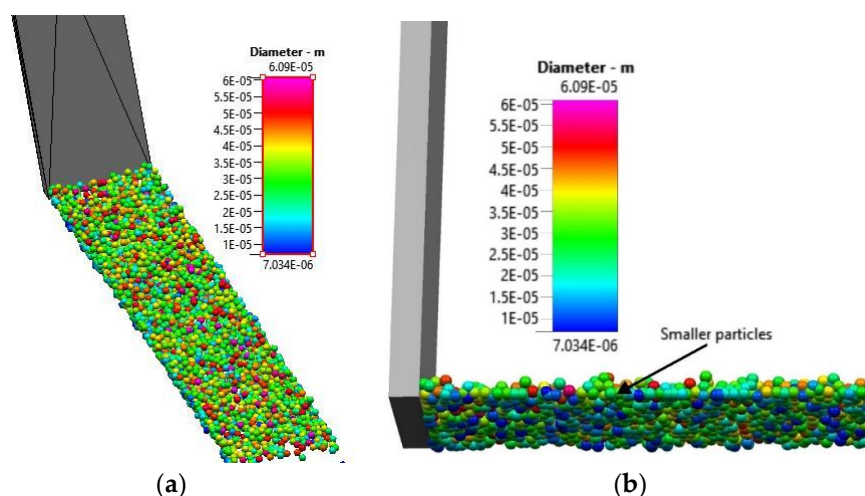 Diameter - m
6.09E-05
6E-05
5.5E-05
5E-05
4.5E-05
4E-05
3.5E-05
3E-05
2.5E-05
2E-05
1.5E-05
1E-05
7.034E-06
(a)
Diameter - m
6.09E-05
6E-05
5.5E-05
5E-05
4.5E-05
4E-05
3.5E-05
3E-05
2.5E-05
2E-05
1.5E-05
1E-05
7.034E-06
Smaller particles
(b)